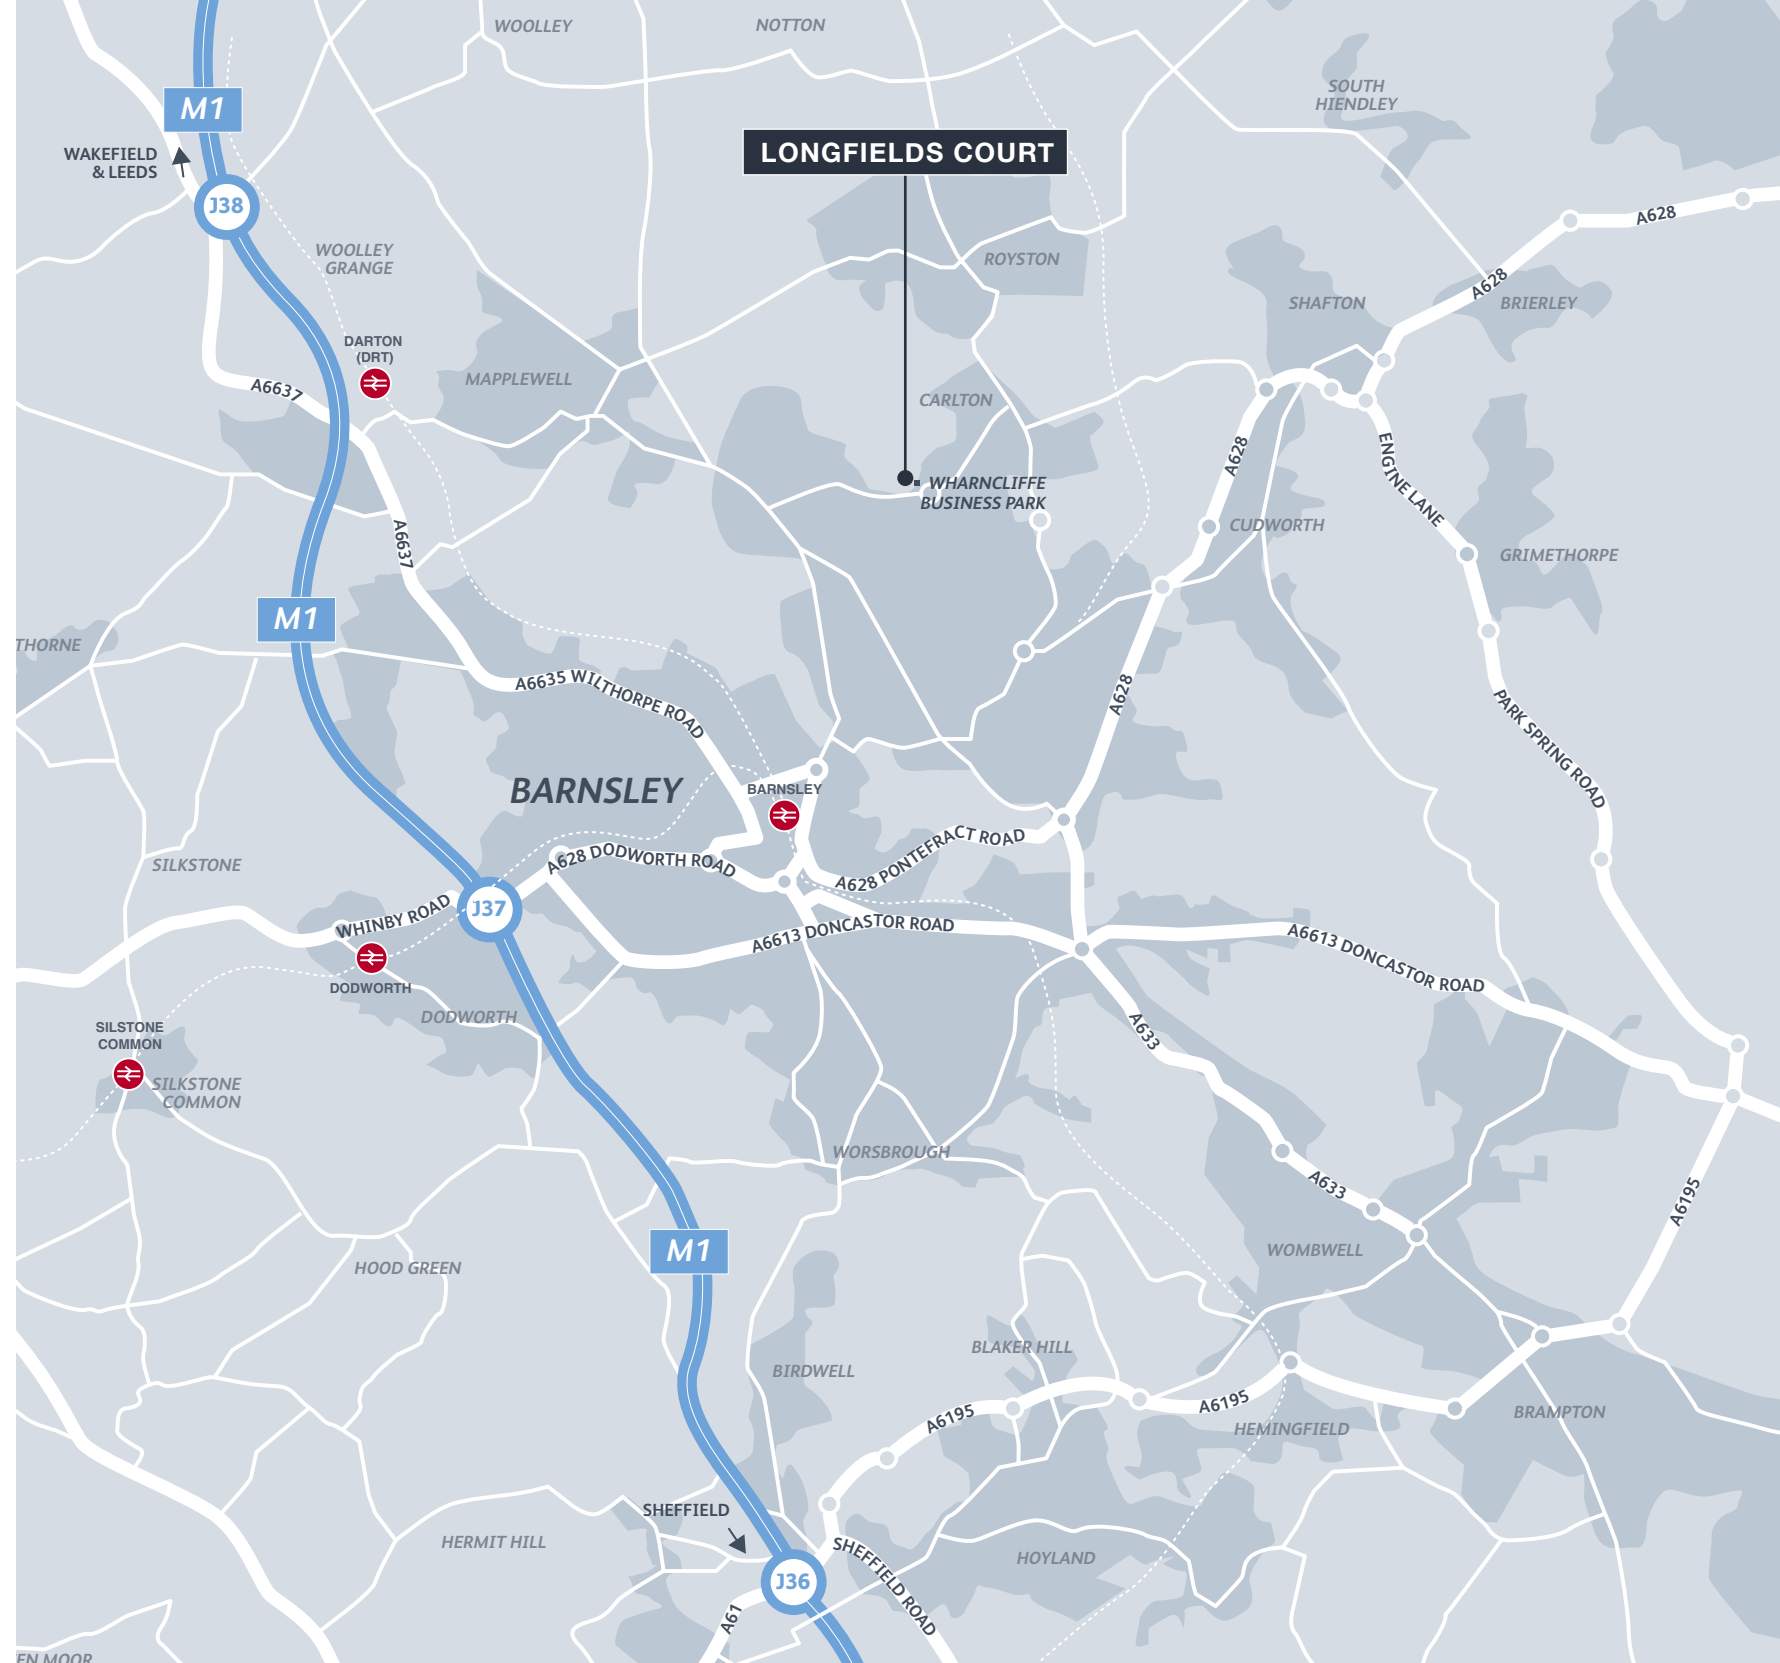 WOOLLEY
NOTTON
SOUTH
HIENDLEY
M1
LONGFIELDS COURT
WAKEFIELD
& LEEDS
J38
A628
WOOLLEY
GRANGE
ROYSTON
A628
SHAFTON
BRIERLEY
DARTON
(DRT)
A6637
MAPPLEWELL
CARLTON
A628
ENGINE LANE
WHARNCLIFFE
BUSINESS PARK
A6637
CUDWORTH
GRIMETHORPE
M1
THORNE
A6635 WILTHORPE ROAD
A628
PARK SPRING ROAD
BARNSLEY
BARNSLEY
A628 DODWORTH ROAD
A628 PONTEFRACT ROAD
SILKSTONE
WHINBY ROAD
J37
A6613 DONCASTOR ROAD
A6613 DONCASTOR ROAD
DODWORTH
DODWORTH
A633
SILSTONE
COMMON
SILKSTONE
COMMON
WORSBROUGH
A633
A6195
M1
WOMBWELL
HOOD GREEN
BLAKER HILL
BIRDWELL
A6195
A6195
HEMINGFIELD
BRAMPTON
SHEFFIELD
HERMIT HILL
SHEFFIELD ROAD
HOYLAND
J36
A61
EN MOOR